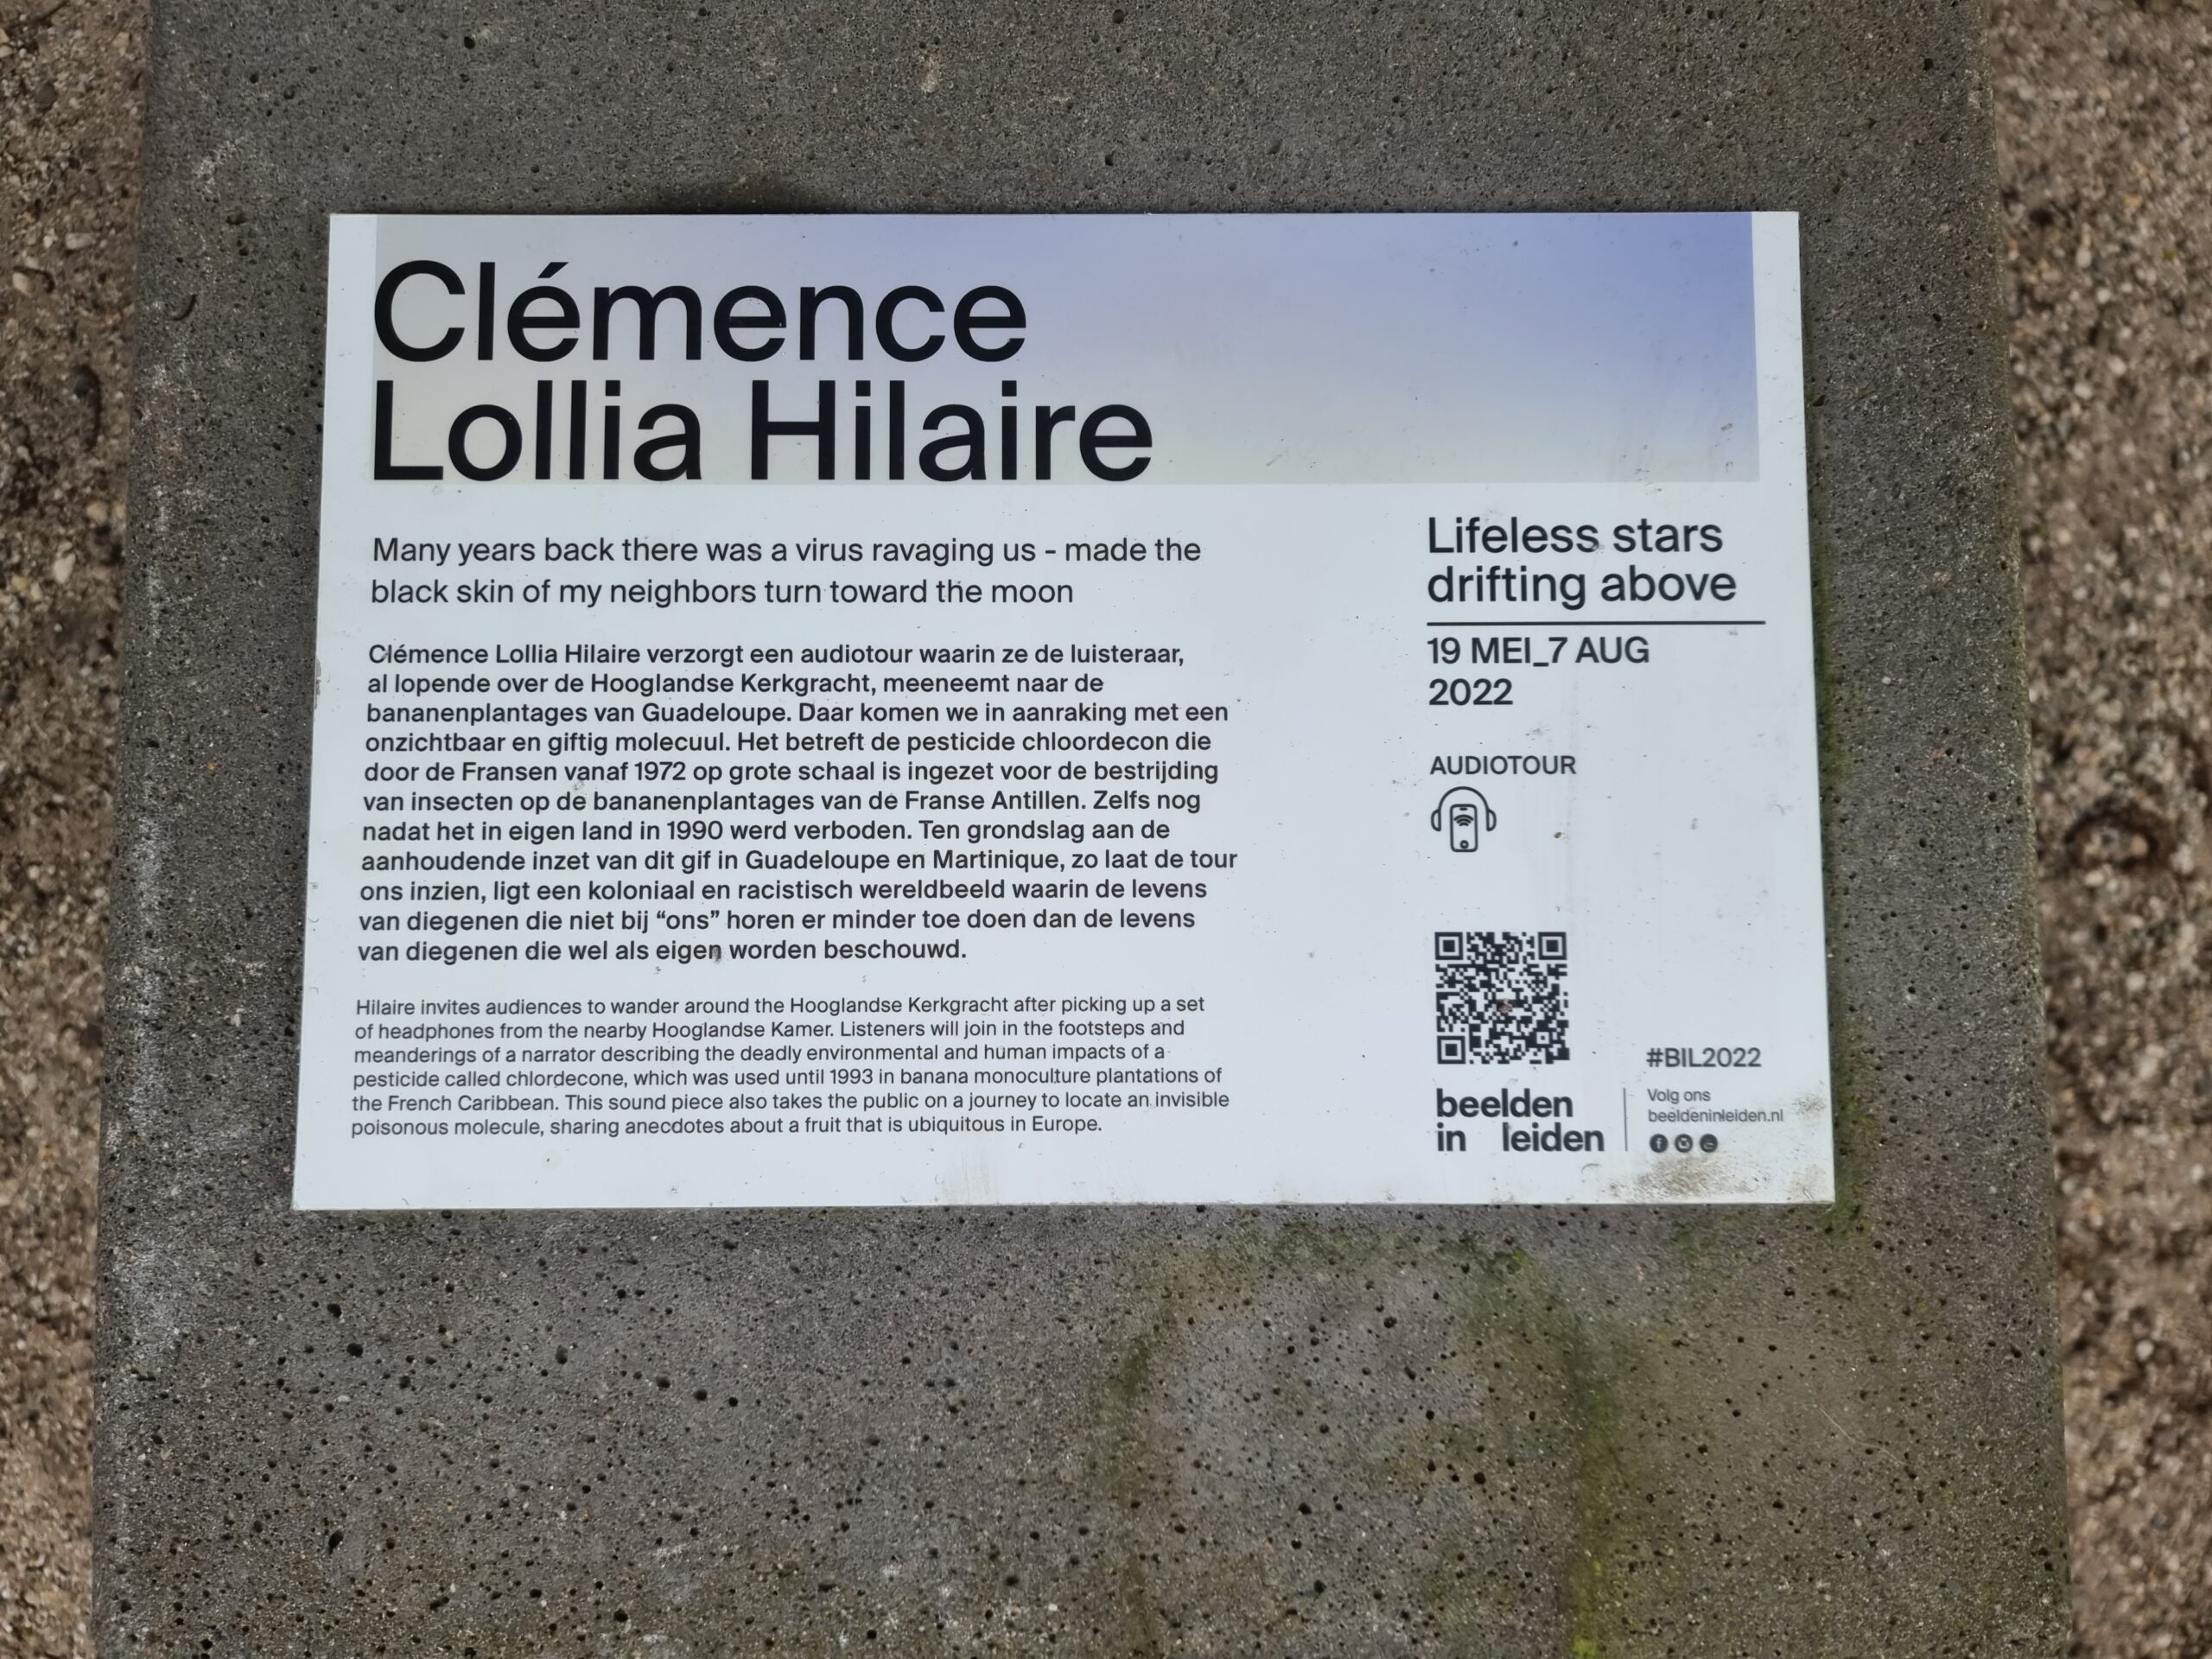 Clémence
Lollia Hilaire
Many years back there was a virus ravaging us - made the
black skin of my neighbors turn toward the moon
Clémence Lollia Hilaire verzorgt een audiotour waarin ze de luisteraar,
al lopende over de Hooglandse Kerkgracht, meeneemt naar de
bananenplantages van Guadeloupe. Daar komen we in aanraking met een
onzichtbaar en giftig molecuul. Het betreft de pesticide chloordecon die
door de Fransen vanaf 1972 op grote schaal is ingezet voor de bestrijding
van insecten op de bananenplantages van de Franse Antillen. Zelfs nog
nadat het in eigen land in 1990 werd verboden. Ten grondslag aan de
aanhoudende inzet van dit gif in Guadeloupe en Martinique, zo laat de tour
ons inzien, ligt een koloniaal en racistisch wereldbeeld waarin de levens
van diegenen die niet bij “ons” horen er minder toe doen dan de levens
van diegenen die wel als eigen worden beschouwd.
Hilaire invites audiences to wander around the Hooglandse Kerkgracht after picking up a set
of headphones from the nearby Hooglandse Kamer. Listeners will join in the footsteps and
meanderings of a narrator describing the deadly environmental and human impacts of a
pesticide called chlordecone, which was used until 1993 in banana monoculture plantations of
the French Caribbean. This sound piece also takes the public on a journey to locate an invisible
poisonous molecule, sharing anecdotes about a fruit that is ubiquitous in Europe.
Lifeless stars
drifting above
19 MEI_7 AUG
2022
AUDIOTOUR
beelden
in leiden
#BIL2022
Volg ons
beeldeninleiden.nl